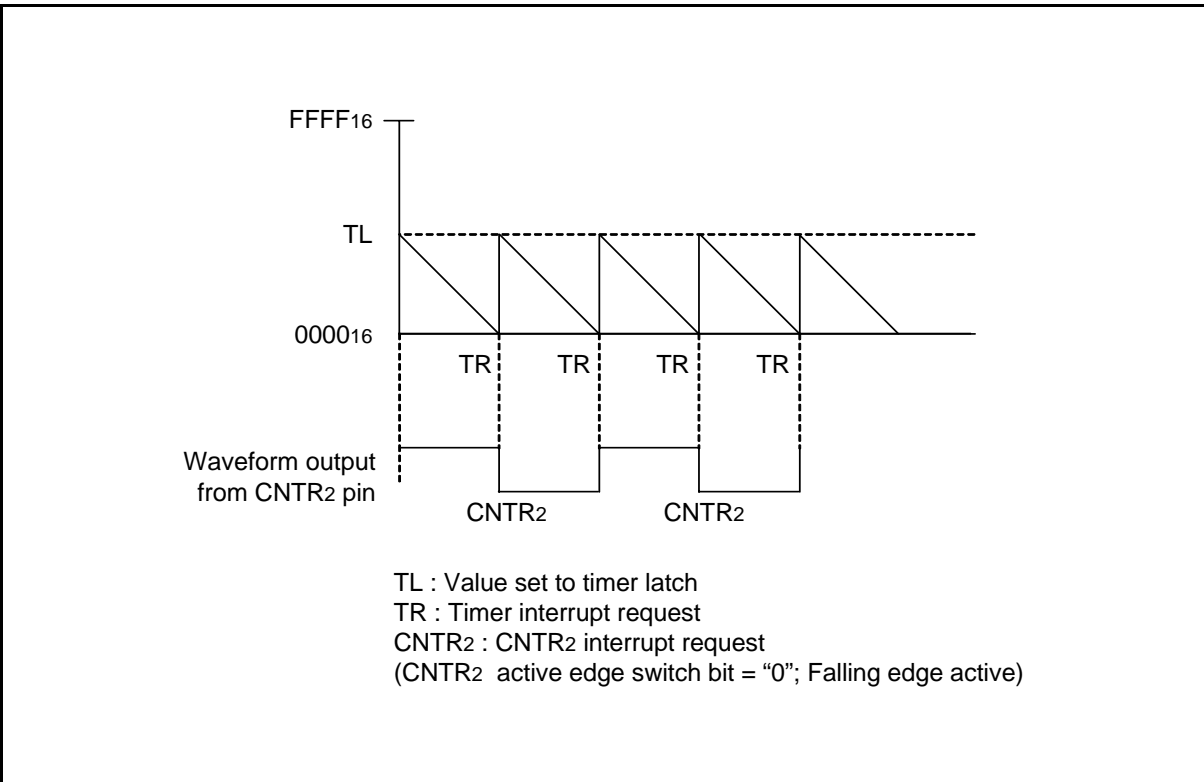 FFFF16
TL
000016
TR TR TR TR
Waveform output
from CNTR2 pin
CNTR2 CNTR2
TL : Value set to timer latch
TR : Timer interrupt request
CNTR2 : CNTR2 interrupt request
(CNTR2 active edge switch bit = “0”; Falling edge active)